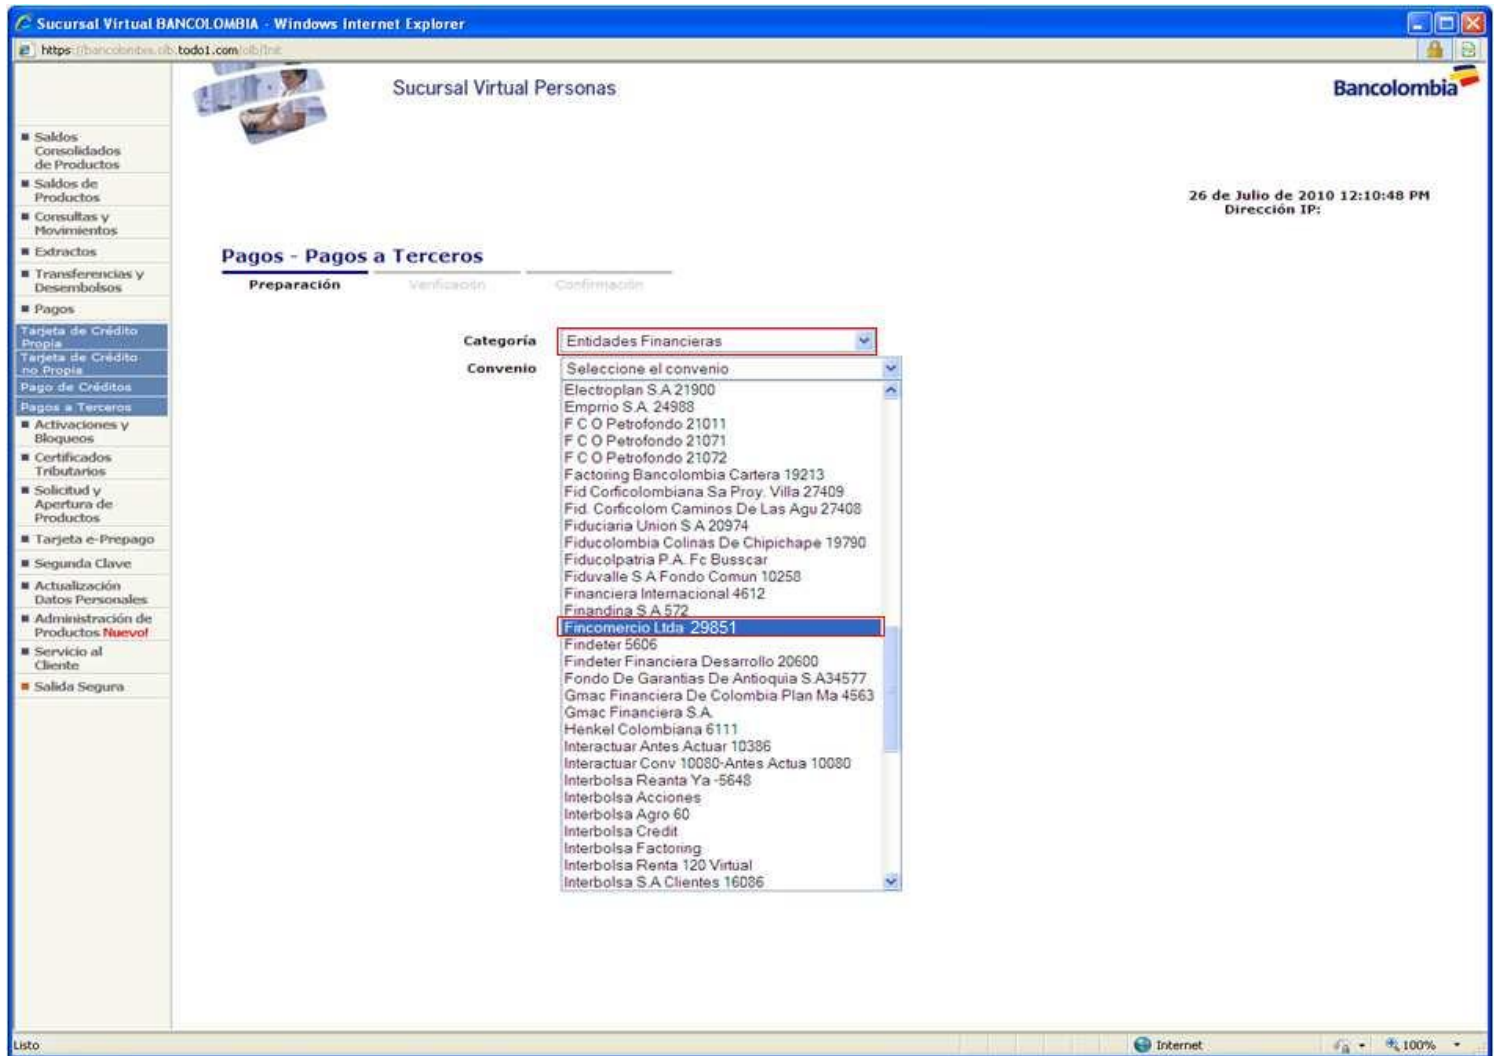 Sucursal Virtual BANCOLOMBIA - Windows Internet Explorer
https://bancolombia.olb.todo1.com/olb/Init
Sucursal Virtual Personas
Bancolombia
Saldos
Consolidados
de Productos
Saldos de
Productos
Consultas y
Movimientos
Extractos
Transferencias y
Desembolsos
Pagos
Tarjeta de Crédito
Propia
Tarjeta de Crédito
no Propia
Pago de Créditos
Pagos a Terceros
Activaciones y
Bloqueos
Certificados
Tributarios
Solicitud y
Apertura de
Productos
Tarjeta e-Prepago
Segunda Clave
Actualización
Datos Personales
Administración de
Productos Nuevo!
Servicio al
Cliente
Salida Segura
26 de Julio de 2010 12:10:48 PM
Dirección IP:
Pagos - Pagos a Terceros
Preparación Verificación Confirmación
Categoría Entidades Financieras
Convenio Seleccione el convenio
Electroplan S.A 21900
Emprrio S.A. 24988
F C O Petrofondo 21011
F C O Petrofondo 21071
F C O Petrofondo 21072
Factoring Bancolombia Cartera 19213
Fid Corficolombiana Sa Proy. Villa 27409
Fid. Corficolom Caminos De Las Agu 27408
Fiduciaria Union S A 20974
Fiducolombia Colinas De Chipichape 19790
Fiducolpatria P.A. Fc Busscar
Fiduvalle S A Fondo Comun 10258
Financiera Internacional 4612
Finandina S A 572
Fincomercio Ltda 29851
Findeter 5606
Findeter Financiera Desarrollo 20600
Fondo De Garantias De Antioquia S.A34577
Gmac Financiera De Colombia Plan Ma 4563
Gmac Financiera S.A.
Henkel Colombiana 6111
Interactuar Antes Actuar 10386
Interactuar Conv 10080-Antes Actua 10080
Interbolsa Reanta Ya -5648
Interbolsa Acciones
Interbolsa Agro 60
Interbolsa Credit
Interbolsa Factoring
Interbolsa Renta 120 Virtual
Interbolsa S.A Clientes 16086
Listo
Internet
100%